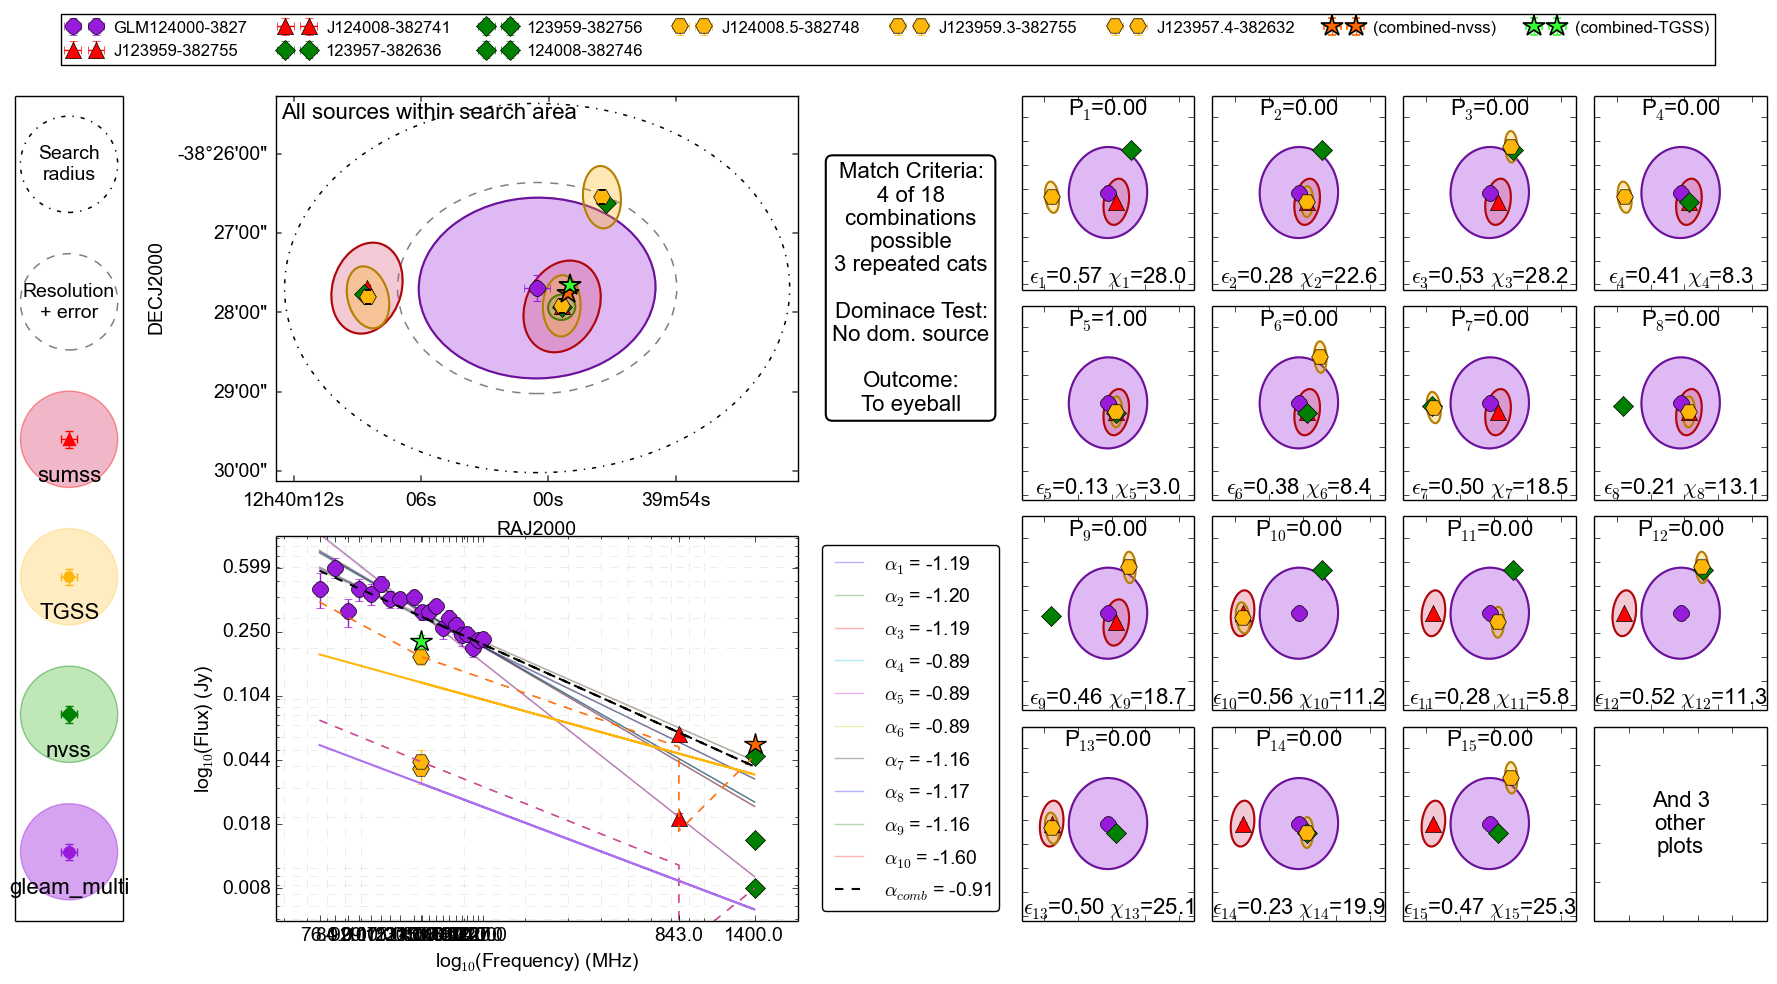 GLM124000-3827
J124008-382741
123959-382756
J124008.5-382748
J123959.3-382755
J123957.4-382632
(combined-nvss)
(combined-TGSS)
J123959-382755
123957-382636
124008-382746
Search
radius
Resolution
+ error
sumss
TGSS
nvss
gleam_multi
All sources within search area
DECJ2000
-38°26'00"
27'00"
28'00"
29'00"
30'00"
12h40m12s
06s
00s
39m54s
RAJ2000
Match Criteria:
4 of 18
combinations
possible
3 repeated cats
Dominace Test:
No dom. source
Outcome:
To eyeball
log10(Flux) (Jy)
0.599
0.250
0.104
0.044
0.018
0.008
843.0
1400.0
log10(Frequency) (MHz)
α1 = -1.19
α2 = -1.20
α3 = -1.19
α4 = -0.89
α5 = -0.89
α6 = -0.89
α7 = -1.16
α8 = -1.17
α9 = -1.16
α10 = -1.60
αcomb = -0.91
P1=0.00
ϵ1=0.57 χ1=28.0
P2=0.00
ϵ2=0.28 χ2=22.6
P3=0.00
ϵ3=0.53 χ3=28.2
P4=0.00
ϵ4=0.41 χ4=8.3
P5=1.00
ϵ5=0.13 χ5=3.0
P6=0.00
ϵ6=0.38 χ6=8.4
P7=0.00
ϵ7=0.50 χ7=18.5
P8=0.00
ϵ8=0.21 χ8=13.1
P9=0.00
ϵ9=0.46 χ9=18.7
P10=0.00
ϵ10=0.56 χ10=11.2
P11=0.00
ϵ11=0.28 χ11=5.8
P12=0.00
ϵ12=0.52 χ12=11.3
P13=0.00
ϵ13=0.50 χ13=25.1
P14=0.00
ϵ14=0.23 χ14=19.9
P15=0.00
ϵ15=0.47 χ15=25.3
And 3
other
plots